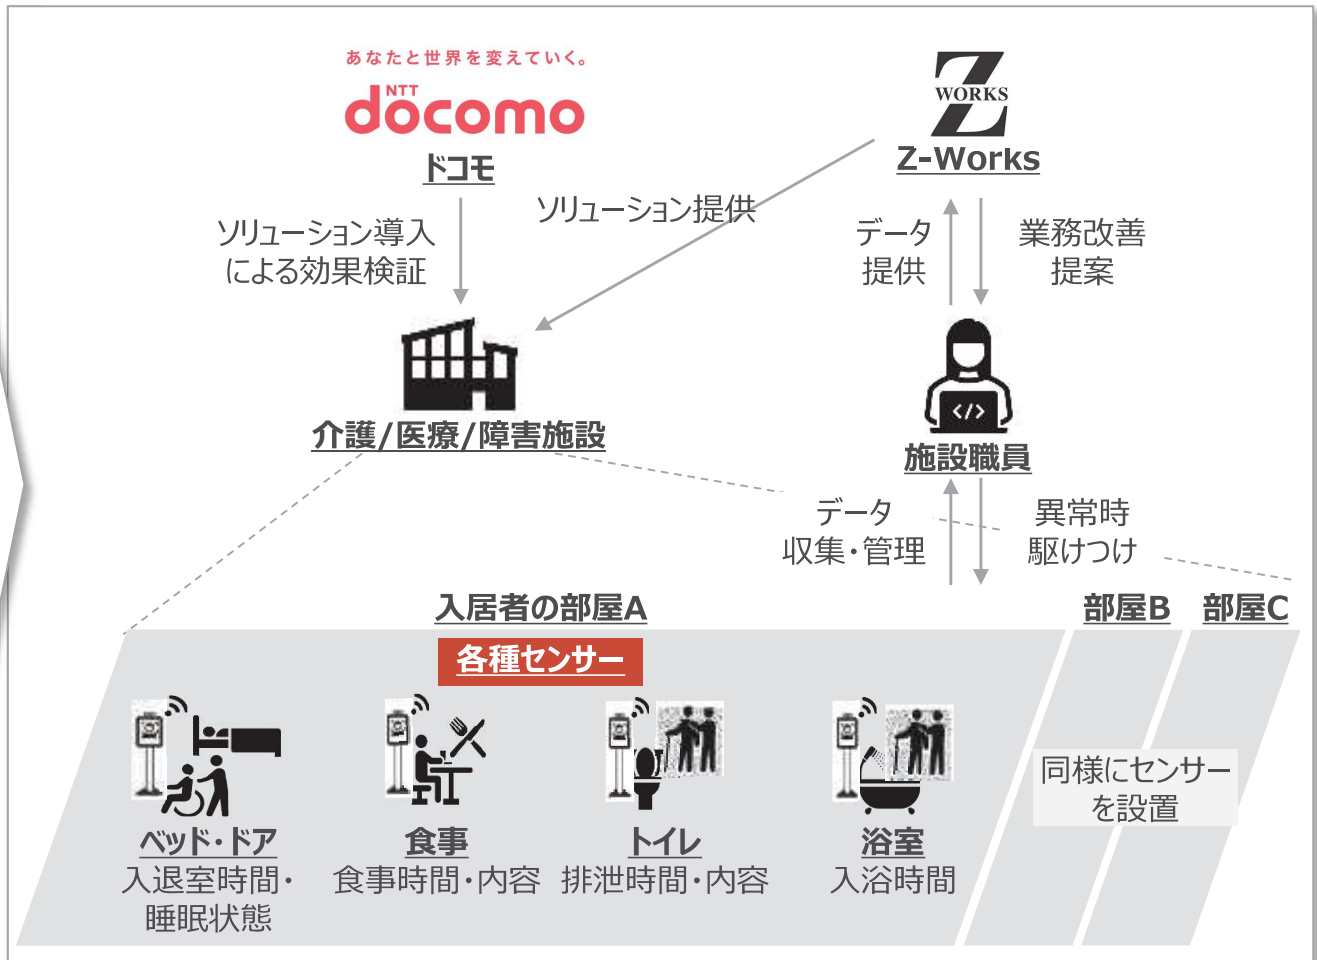 あなたと世界を変えていく。
NTT
docomo
ドコモ
Z
WORKS
Z-Works
ソリューション導入
による効果検証
ソリューション提供
データ
提供
業務改善
提案
介護/医療/障害施設
</>
施設職員
データ
収集・管理
異常時
駆けつけ
入居者の部屋A
部屋B
部屋C
各種センサー
ベッド・ドア
入退室時間・
睡眠状態
食事
食事時間・内容
トイレ
排泄時間・内容
浴室
入浴時間
同様にセンサー
を設置